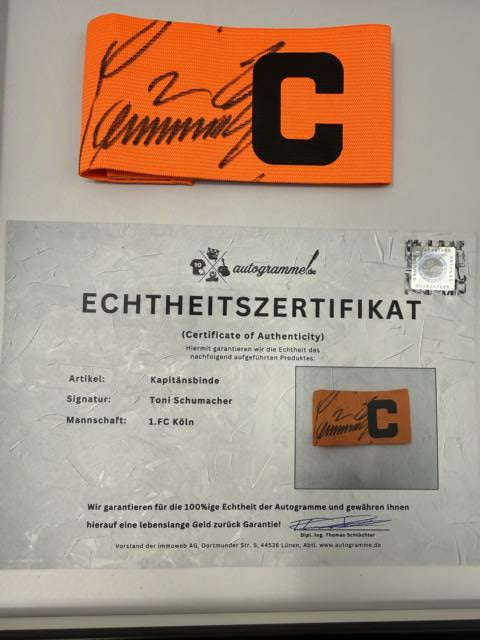 C
10
autogramme.de
ECHTHEITSZERTIFIKAT
(Certificate of Authenticity)
Hiermit garantieren wir die Echtheit des
nachfolgend aufgeführten Produktes:
Artikel: Kapitänsbinde
Signatur: Toni Schumacher
Mannschaft: 1.FC Köln
C
Wir garantieren für die 100%ige Echtheit der Autogramme und gewähren Ihnen
hierauf eine lebenslange Geld zurück Garantie!
Dipl. Ing. Thomas Schlüchter
Vorstand der immoweb AG, Dortmunder Str. 5, 44536 Lünen, Abtl. www.autogramme.de